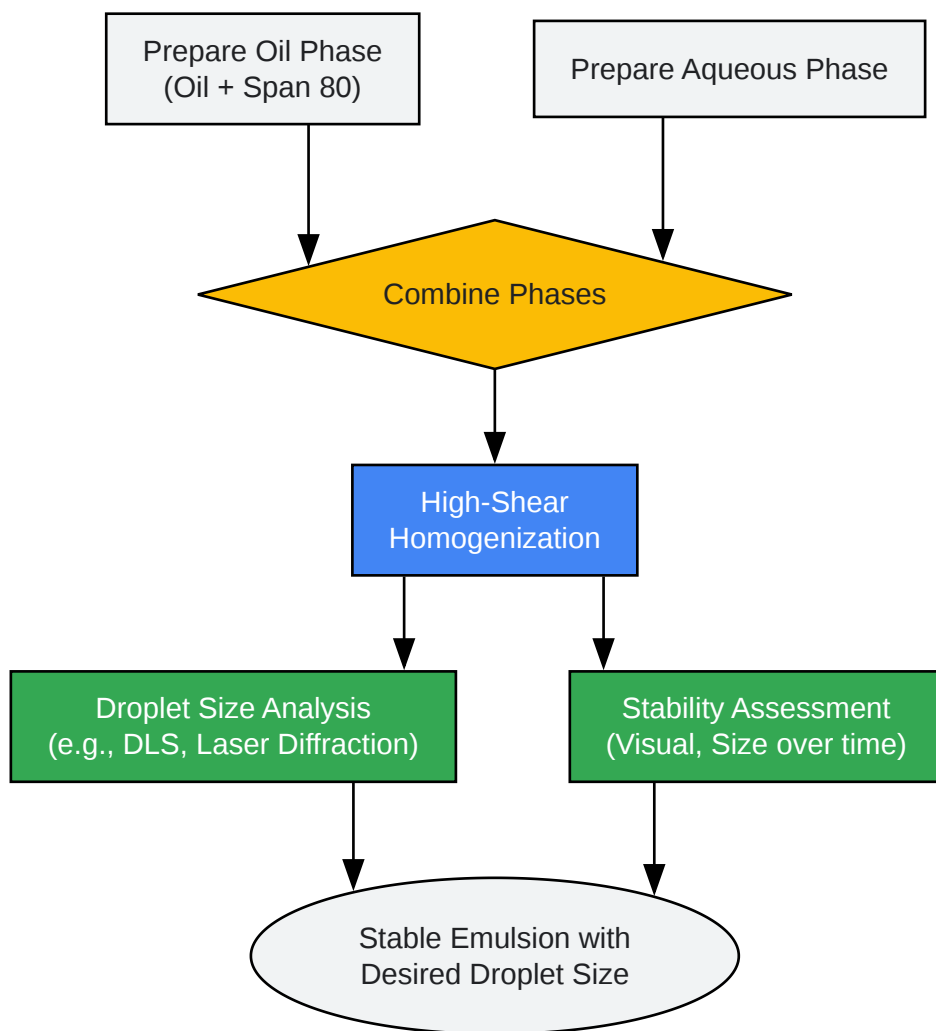 Prepare Oil Phase
(Oil + Span 80)
Prepare Aqueous Phase
Combine Phases
High-Shear
Homogenization
Droplet Size Analysis
(e.g., DLS, Laser Diffraction)
Stability Assessment
(Visual, Size over time)
Stable Emulsion with
Desired Droplet Size